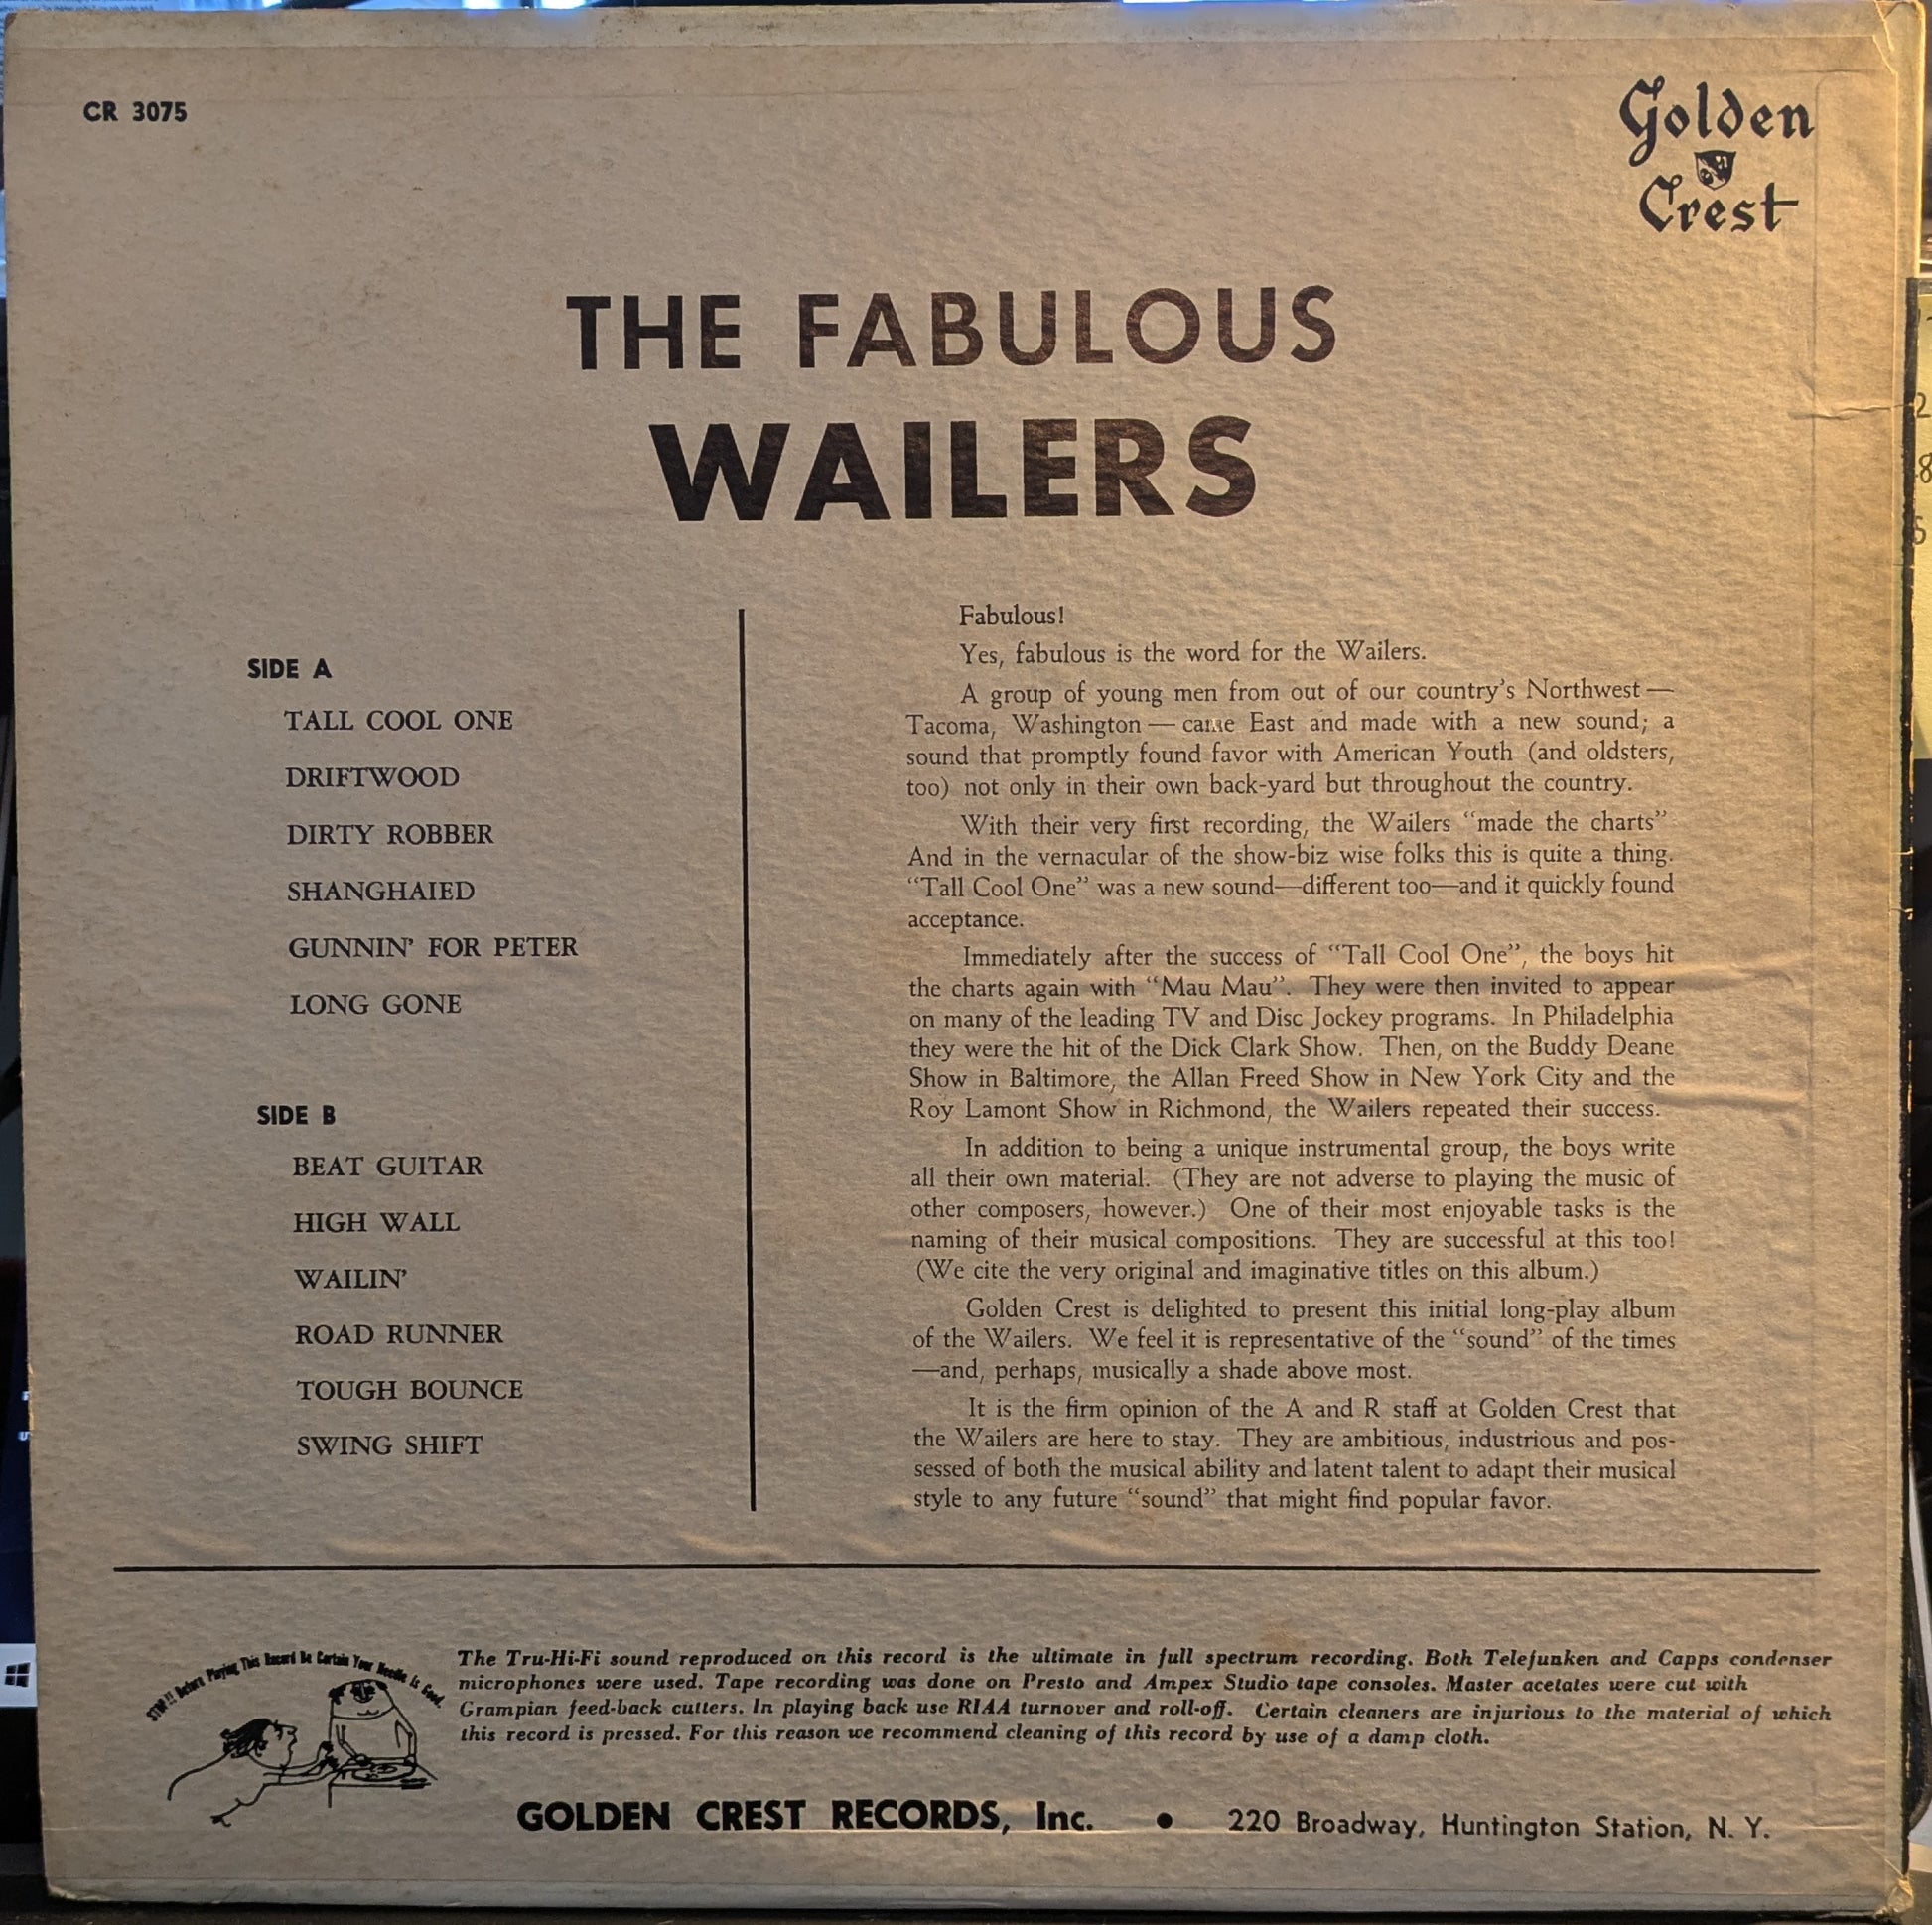 CR 3075
Golden
Crest
THE FABULOUS
WAILERS
SIDE A
TALL COOL ONE
DRIFTWOOD
DIRTY ROBBER
SHANGHAIED
GUNNIN' FOR PETER
LONG GONE
SIDE B
BEAT GUITAR
HIGH WALL
WAILIN'
ROAD RUNNER
TOUGH BOUNCE
SWING SHIFT
Fabulous!
Yes, fabulous is the word for the Wailers.
A group of young men from out of our country's Northwest —
Tacoma, Washington — came East and made with a new sound; a
sound that promptly found favor with American Youth (and oldsters,
too) not only in their own back-yard but throughout the country.
With their very first recording, the Wailers "made the charts"
And in the vernacular of the show-biz wise folks this is quite a thing.
"Tall Cool One" was a new sound—different too—and it quickly found
acceptance.
Immediately after the success of "Tall Cool One", the boys hit
the charts again with "Mau Mau". They were then invited to appear
on many of the leading TV and Disc Jockey programs. In Philadelphia
they were the hit of the Dick Clark Show. Then, on the Buddy Deane
Show in Baltimore, the Allan Freed Show in New York City and the
Roy Lamont Show in Richmond, the Wailers repeated their success.
In addition to being a unique instrumental group, the boys write
all their own material. (They are not adverse to playing the music of
other composers, however.) One of their most enjoyable tasks is the
naming of their musical compositions. They are successful at this too!
(We cite the very original and imaginative titles on this album.)
Golden Crest is delighted to present this initial long-play album
of the Wailers. We feel it is representative of the "sound" of the times
—and, perhaps, musically a shade above most.
It is the firm opinion of the A and R staff at Golden Crest that
the Wailers are here to stay. They are ambitious, industrious and pos-
sessed of both the musical ability and latent talent to adapt their musical
style to any future "sound" that might find popular favor.
STOP!! Before Playing This Record Be Certain Your Needle Is Good.
The Tru-Hi-Fi sound reproduced on this record is the ultimate in full spectrum recording. Both Telefunken and Capps condenser
microphones were used. Tape recording was done on Presto and Ampex Studio tape consoles. Master acetates were cut with
Grampian feed-back cutters. In playing back use RIAA turnover and roll-off. Certain cleaners are injurious to the material of which
this record is pressed. For this reason we recommend cleaning of this record by use of a damp cloth.
GOLDEN CREST RECORDS, Inc. • 220 Broadway, Huntington Station, N. Y.